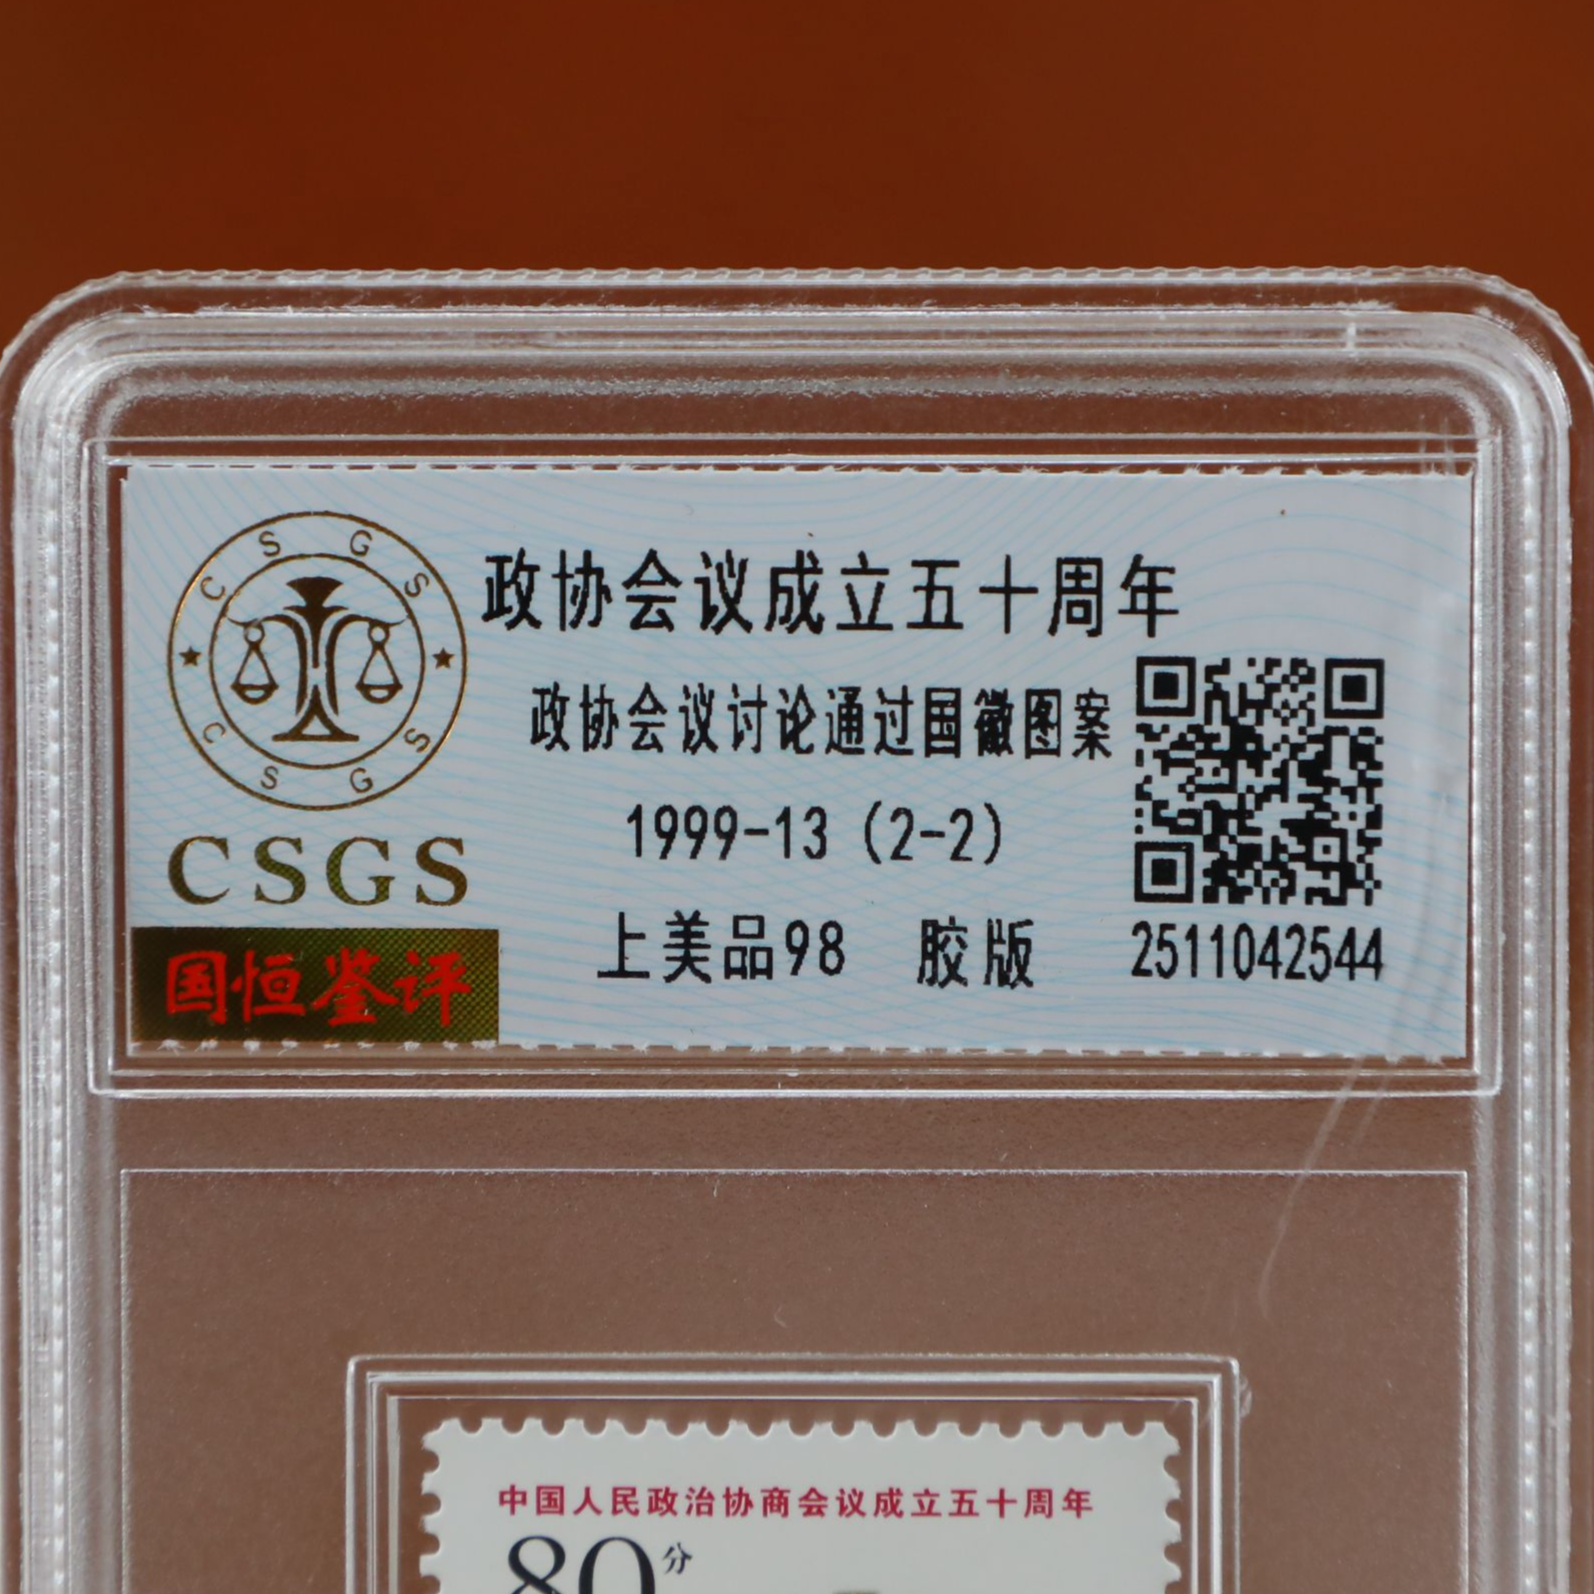 CSGS
CSGS
CSGS
国恒鉴评
政协会议成立五十周年
政协会议讨论通过国徽图案
1999-13 (2-2)
上美品98 胶版
2511042544
中国人民政治协商会议成立五十周年
80分